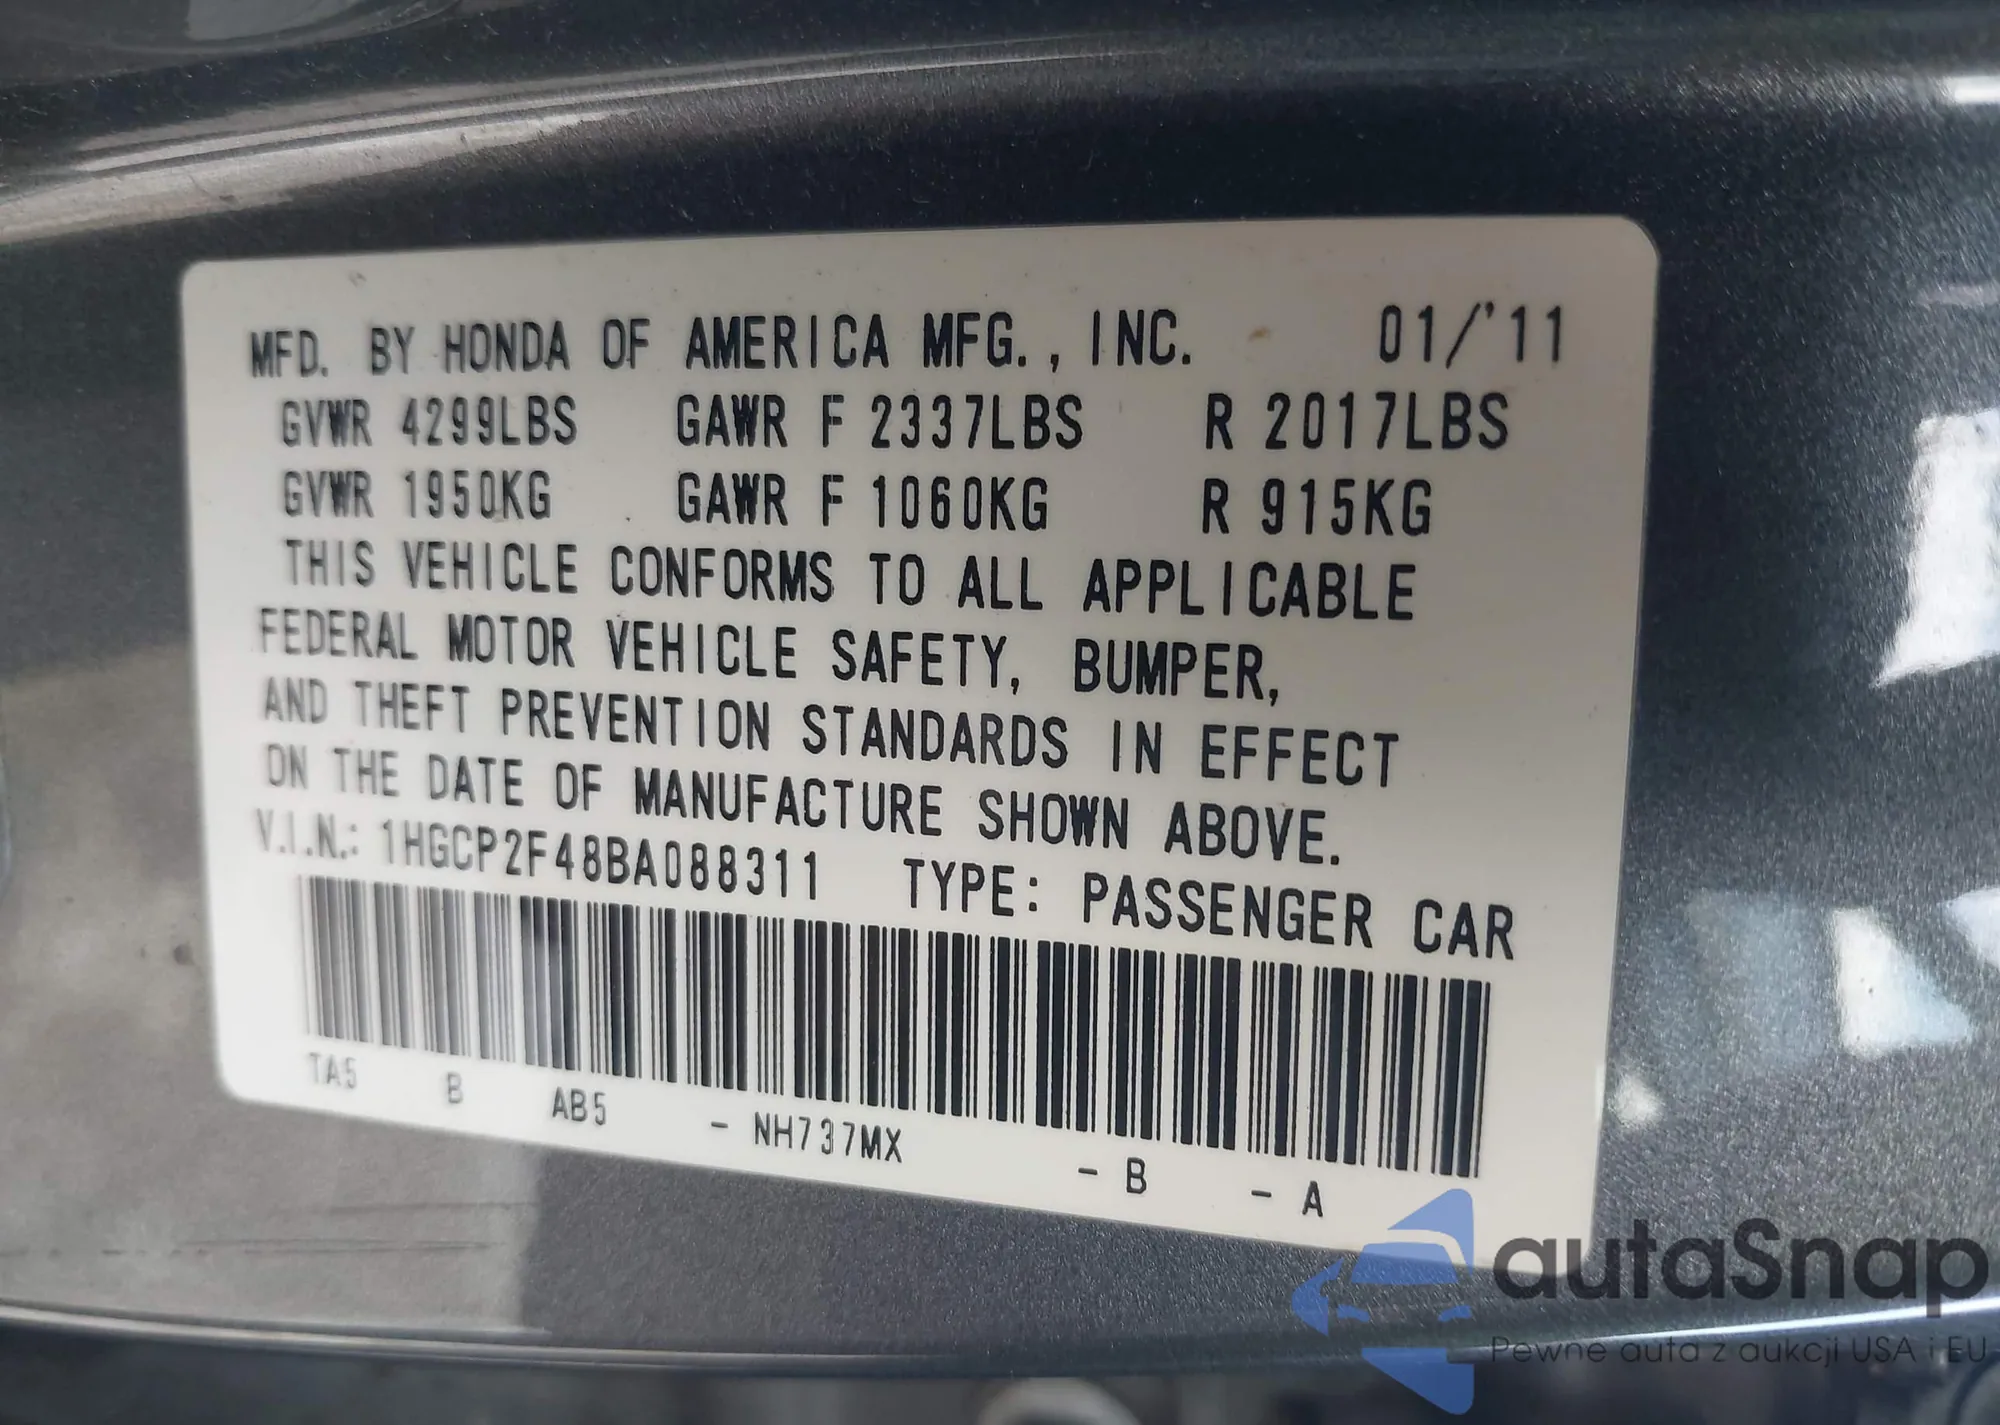 MFD. BY HONDA OF AMERICA MFG., INC. 01/'11
GVWR 4299LBS GAWR F 2337LBS R 2017LBS
GVWR 1950KG GAWR F 1060KG R 915KG
THIS VEHICLE CONFORMS TO ALL APPLICABLE
FEDERAL MOTOR VEHICLE SAFETY, BUMPER,
AND THEFT PREVENTION STANDARDS IN EFFECT
ON THE DATE OF MANUFACTURE SHOWN ABOVE.
V.I.N.: 1HGCP2F48BA088311 TYPE: PASSENGER CAR
TA5 B AB5 - NH737MX - B - A
autaSnap
Pewne auta z aukcji USA i EU